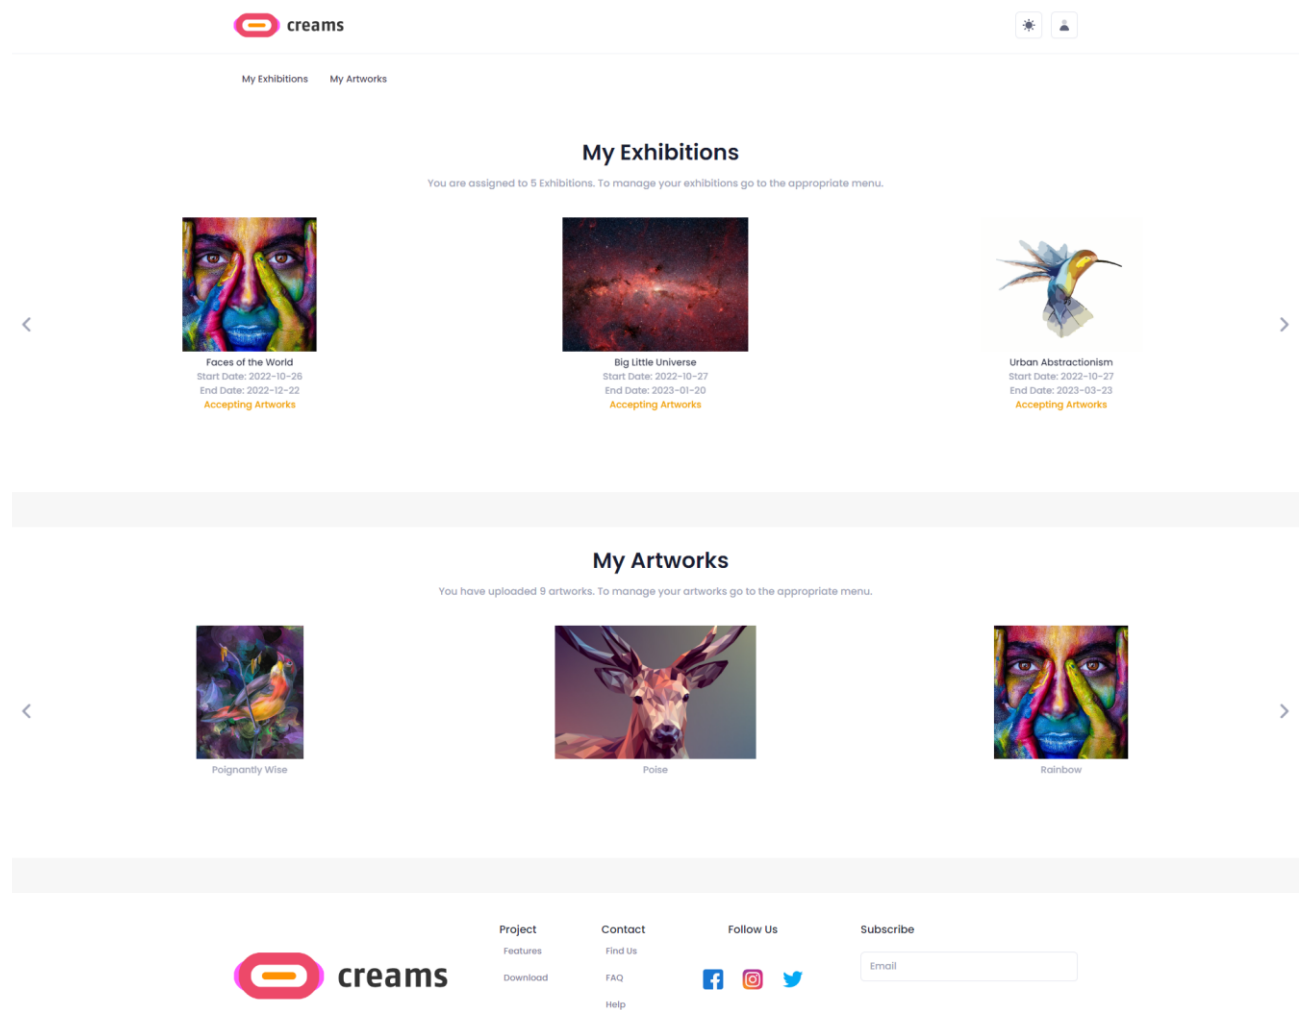 creams
My Exhibitions
My Artworks
My Exhibitions
You are assigned to 5 Exhibitions. To manage your exhibitions go to the appropriate menu.
Faces of the World
Start Date: 2022-10-26
End Date: 2022-12-22
Accepting Artworks
Big Little Universe
Start Date: 2022-10-27
End Date: 2023-01-20
Accepting Artworks
Urban Abstractionism
Start Date: 2022-10-27
End Date: 2023-03-23
Accepting Artworks
My Artworks
You have uploaded 9 artworks. To manage your artworks go to the appropriate menu.
Poignantly Wise
Poise
Rainbow
creams
Project
Features
Download
Contact
Find Us
FAQ
Help
Follow Us
Subscribe
Email